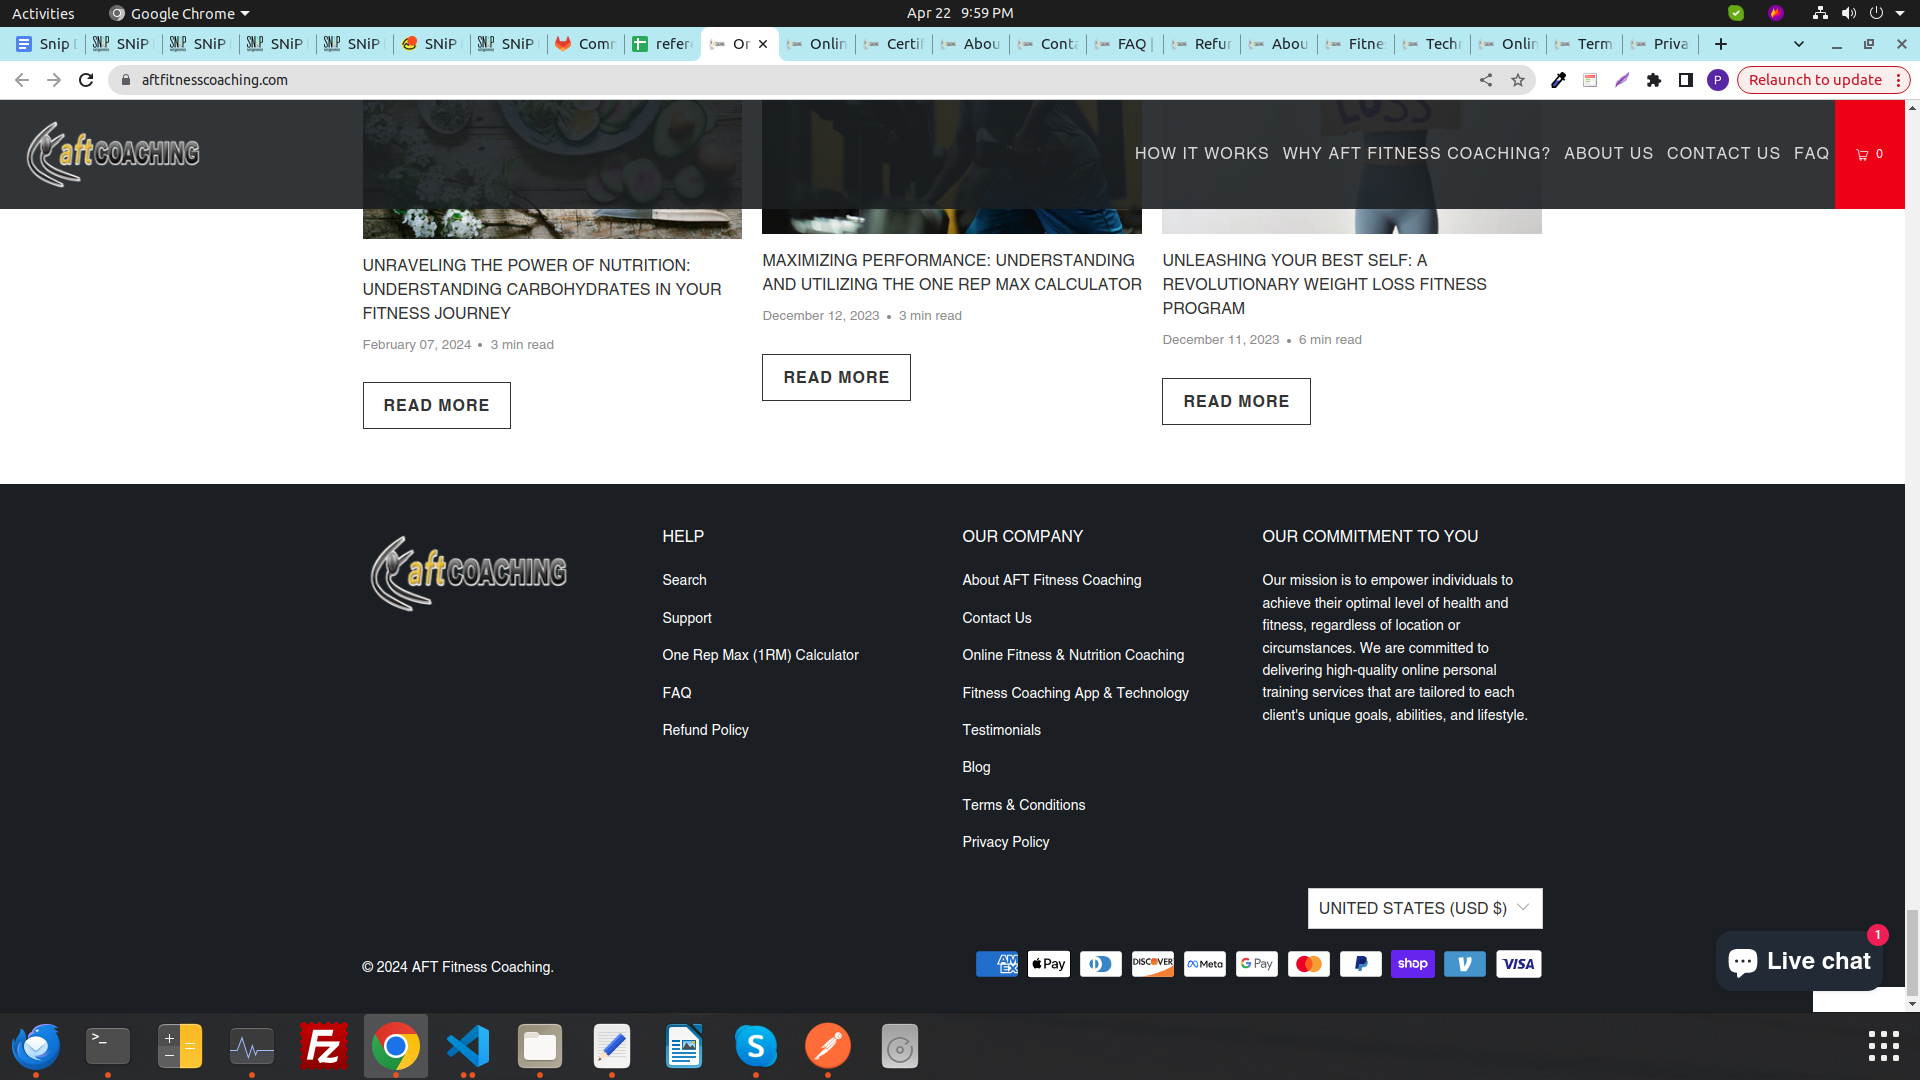 Activities
Google Chrome
Apr 22 9:59 PM
Snip
SNiP
SNiP
SNiP
SNiP
SNiP
SNiP
Comm
refer
Or
Onlin
Certif
Abou
Conta
FAQ |
Refun
Abou
Fitne
Techn
Onlin
Term
Priva
aftfitnesscoaching.com
P
Relaunch to update
aftCOACHING
HOW IT WORKS
WHY AFT FITNESS COACHING?
ABOUT US
CONTACT US
FAQ
0
LOSS
UNRAVELING THE POWER OF NUTRITION:
UNDERSTANDING CARBOHYDRATES IN YOUR
FITNESS JOURNEY
February 07, 2024 • 3 min read
READ MORE
MAXIMIZING PERFORMANCE: UNDERSTANDING
AND UTILIZING THE ONE REP MAX CALCULATOR
December 12, 2023 • 3 min read
READ MORE
UNLEASHING YOUR BEST SELF: A
REVOLUTIONARY WEIGHT LOSS FITNESS
PROGRAM
December 11, 2023 • 6 min read
READ MORE
aftCOACHING
HELP
Search
Support
One Rep Max (1RM) Calculator
FAQ
Refund Policy
OUR COMPANY
About AFT Fitness Coaching
Contact Us
Online Fitness & Nutrition Coaching
Fitness Coaching App & Technology
Testimonials
Blog
Terms & Conditions
Privacy Policy
OUR COMMITMENT TO YOU
Our mission is to empower individuals to
achieve their optimal level of health and
fitness, regardless of location or
circumstances. We are committed to
delivering high-quality online personal
training services that are tailored to each
client's unique goals, abilities, and lifestyle.
UNITED STATES (USD $)
© 2024 AFT Fitness Coaching.
AM EX
Pay
DISCOVER
Meta
G Pay
shop
VISA
1
Live chat